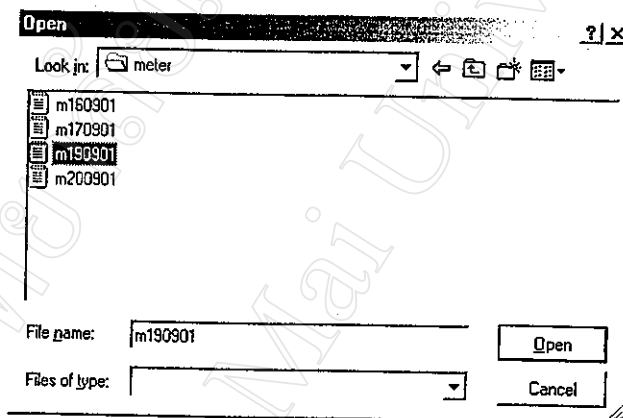 Open
Look in: meter
m160901
m170901
m190901
m200901
File name: m190901
Open
Files of type:
Cancel